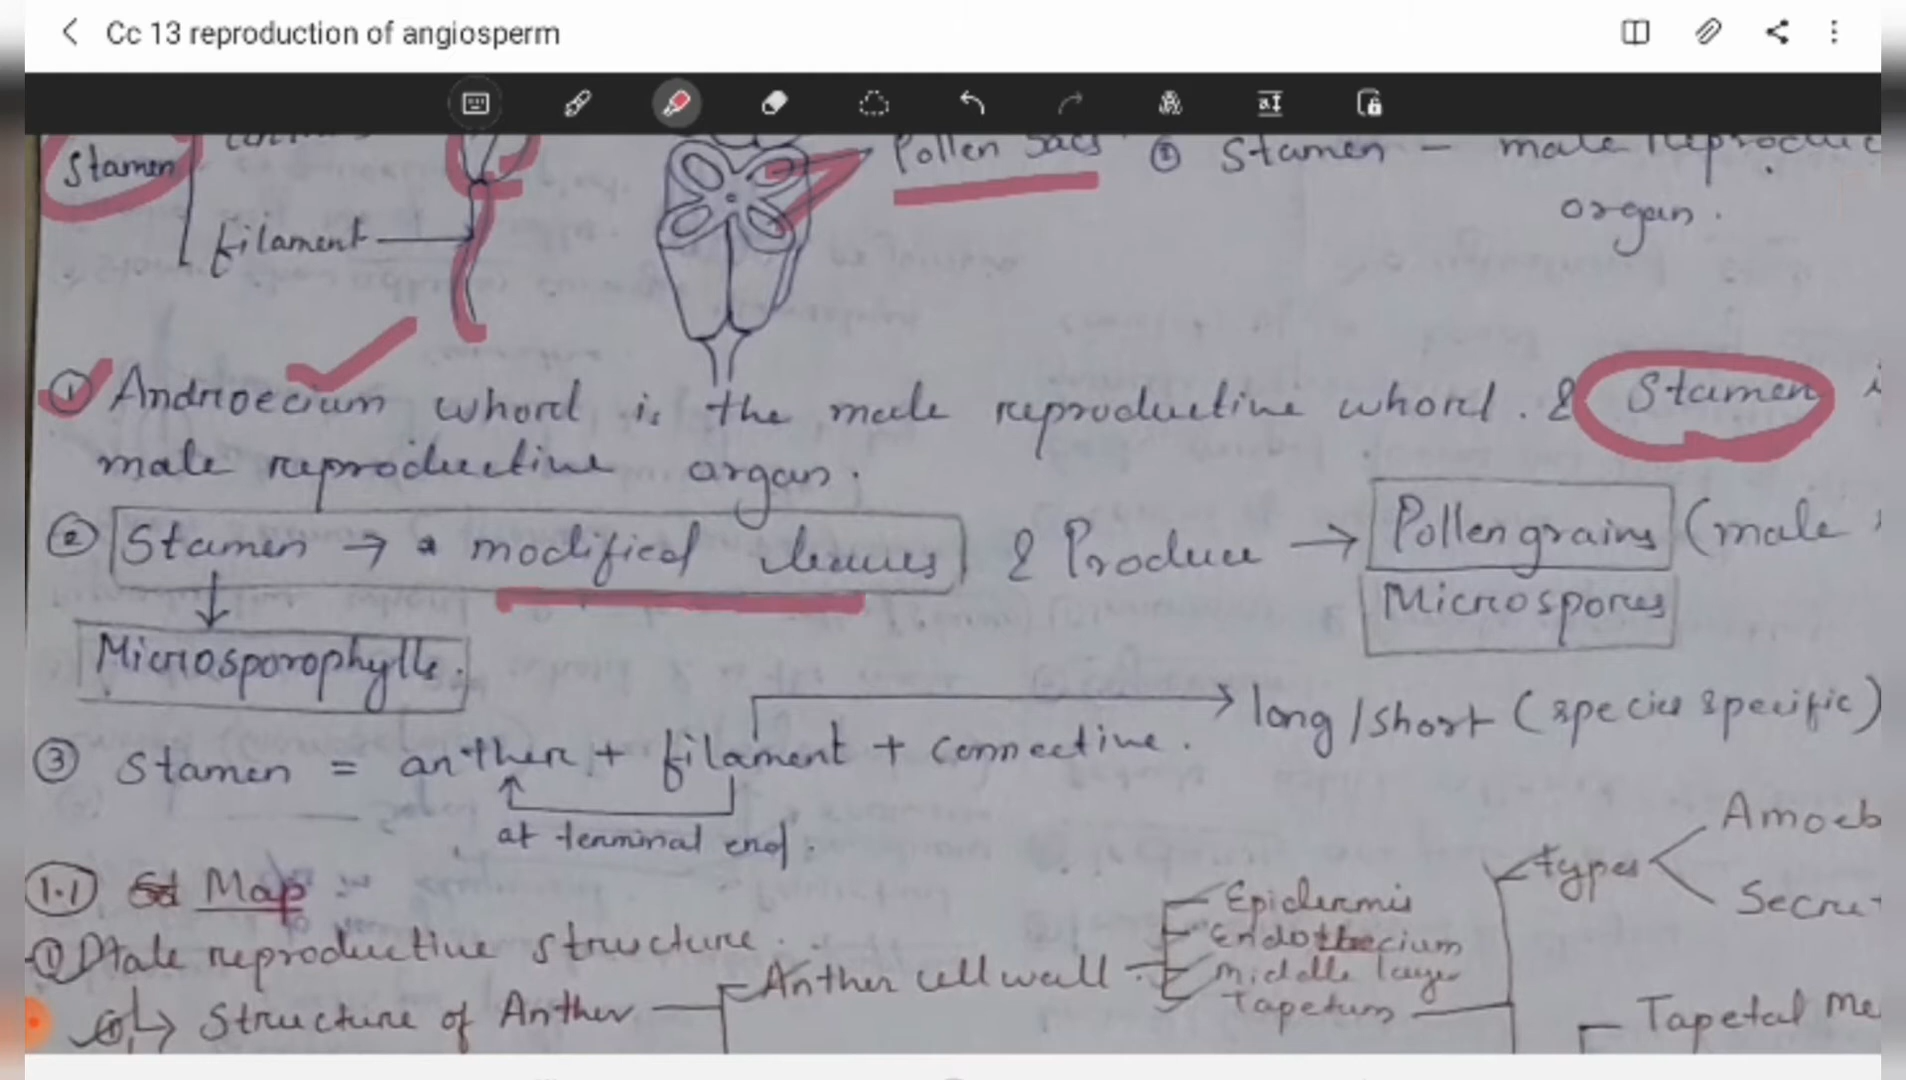 Cc 13 reproduction of angiosperm
Stamen
filament
Pollen Sacs
② Stamen – male reproduc
organ.
① Androecium whorl is the male reproductive whorl. & Stamen i
male reproductive organ.
② Stamen → modified leaves & Produce → Pollen grains (male
Microspores
Microsporophylls.
long/short (species specific)
③ Stamen = anther + filament + connective.
at terminal end.
Amoeb
types
Secre
1.1 Map
Epidermis
① Male reproductive structure.
Endothecium
Anther cell wall
Middle layer
Tapetum
Structure of Anther
Tapetal Me